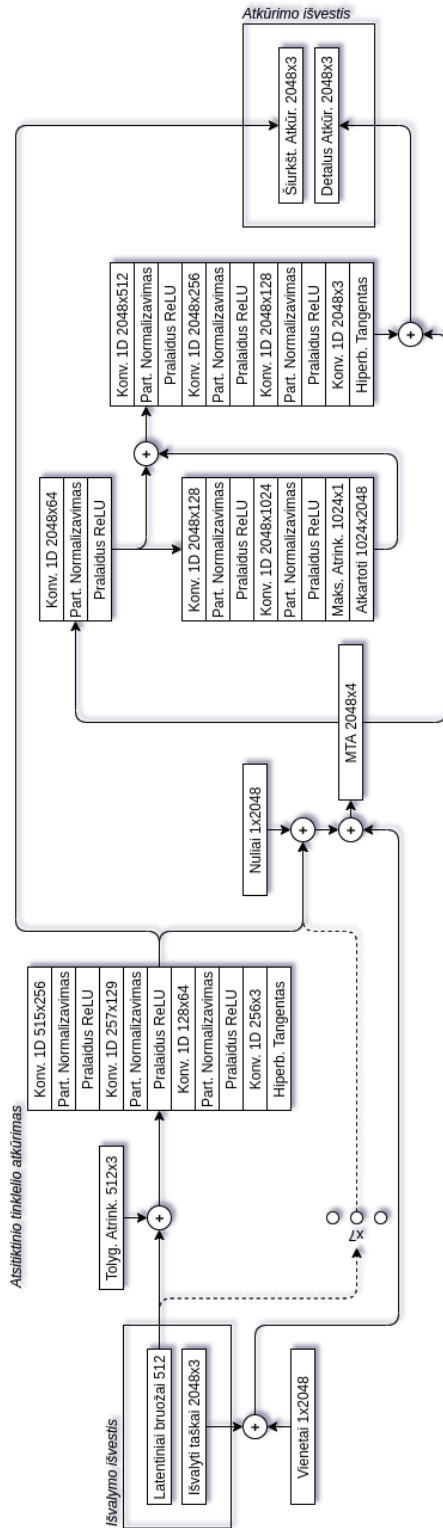 Išvalymo išvestis
Latentiniai bruožai 512
Išvalyti taškai 2048x3
+
Vienetai 1x2048
Atsitiktinio tinklelio atkūrimas
Tolyg. Atrink. 512x3
+
x7
Konv. 1D 515x256
Part. Normalizavimas
Pralaidus ReLU
Konv. 1D 257x129
Part. Normalizavimas
Pralaidus ReLU
Konv. 1D 128x64
Part. Normalizavimas
Pralaidus ReLU
Konv. 1D 256x3
Hiperb. Tangentas
Nuliai 1x2048
+
+
MTA 2048x4
Konv. 1D 2048x64
Part. Normalizavimas
Pralaidus ReLU
Konv. 1D 2048x128
Part. Normalizavimas
Pralaidus ReLU
Konv. 1D 2048x1024
Part. Normalizavimas
Pralaidus ReLU
Maks. Atrink. 1024x1
Atkartoti 1024x2048
+
Konv. 1D 2048x512
Part. Normalizavimas
Pralaidus ReLU
Konv. 1D 2048x256
Part. Normalizavimas
Pralaidus ReLU
Konv. 1D 2048x128
Part. Normalizavimas
Pralaidus ReLU
Konv. 1D 2048x3
Hiperb. Tangentas
+
Atkūrimo išvestis
Šiurkšt. Atkūr. 2048x3
Detalus Atkūr. 2048x3